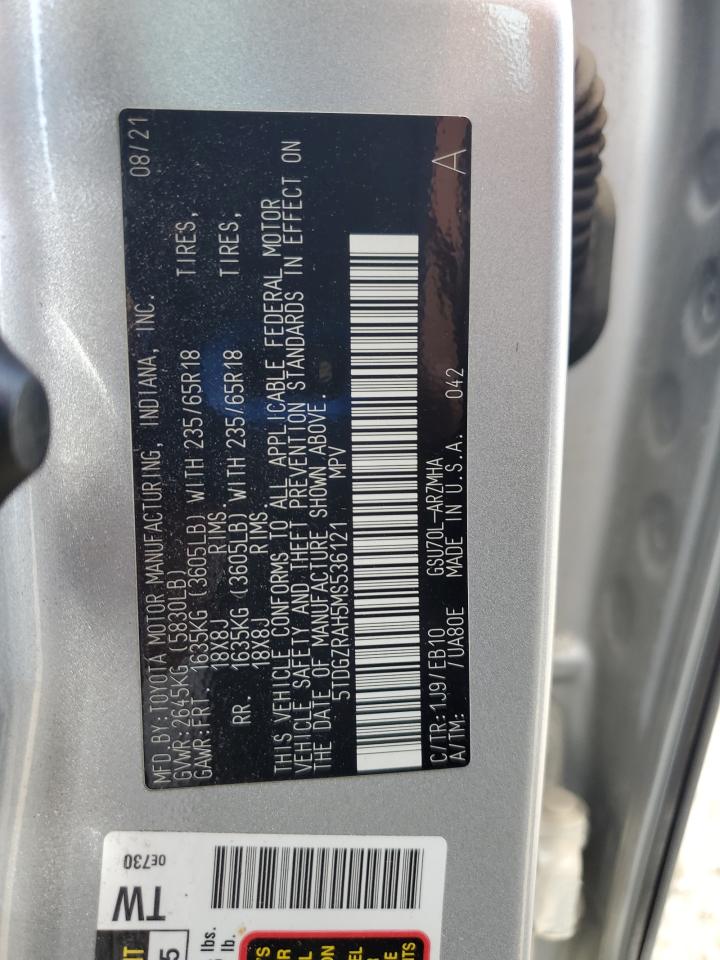 MFD.BY:TOYOTA MOTOR MANUFACTURING, INDIANA, INC. 08/21
GVWR:2645KG (5830LB)
GAWR:FRT. 1635KG (3605LB) WITH 235/65R18 TIRES,
18X8J RIMS,
RR. 1635KG (3605LB) WITH 235/65R18 TIRES,
18X8J RIMS.
THIS VEHICLE CONFORMS TO ALL APPLICABLE FEDERAL MOTOR
VEHICLE SAFETY AND THEFT PREVENTION STANDARDS IN EFFECT ON
THE DATE OF MANUFACTURE SHOWN ABOVE.
5TDGZRAH5MS536121 MPV
C/TR:1J9/EB10 GSU70L-ARZMHA A
A/TM: /UA80E MADE IN U.S.A. 042
0E730
TW
5
lbs.
lb.